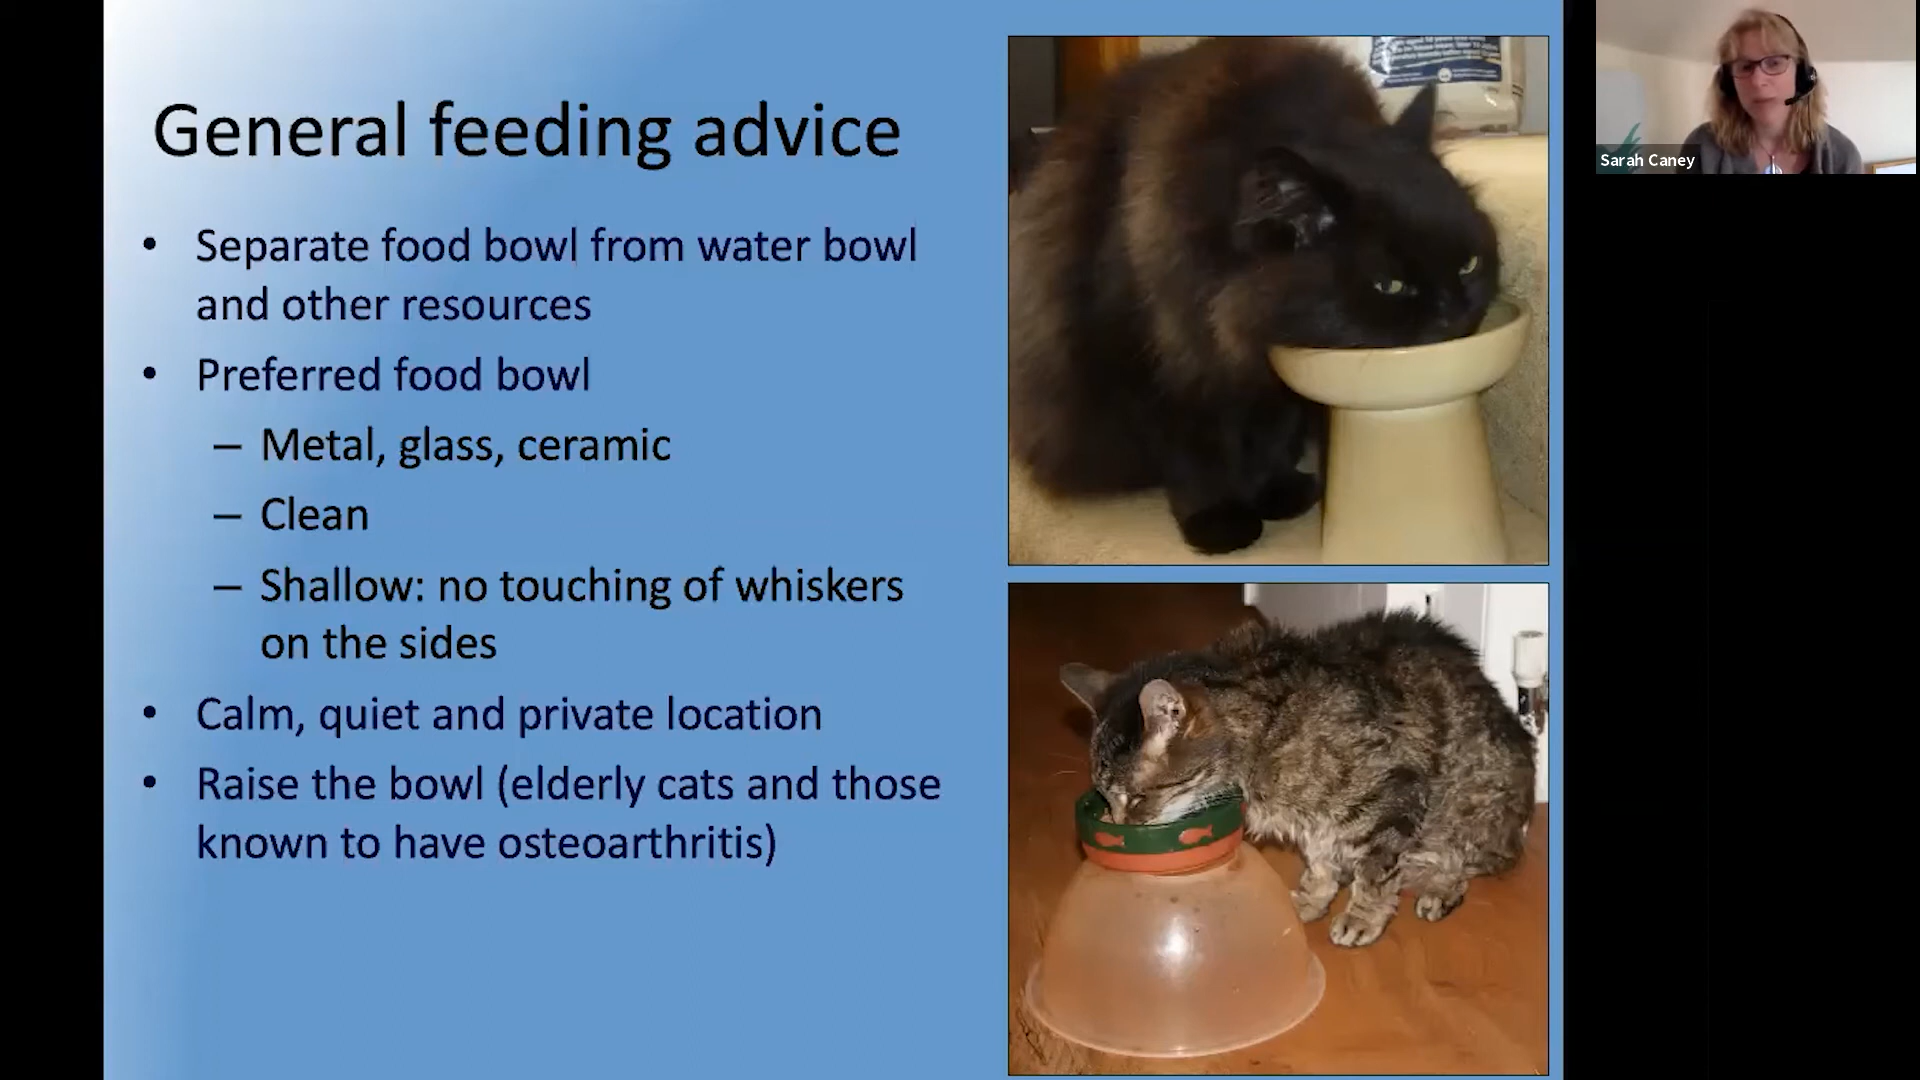 General feeding advice
• Separate food bowl from water bowl
and other resources
• Preferred food bowl
– Metal, glass, ceramic
– Clean
– Shallow: no touching of whiskers
on the sides
• Calm, quiet and private location
• Raise the bowl (elderly cats and those
known to have osteoarthritis)
Sarah Caney